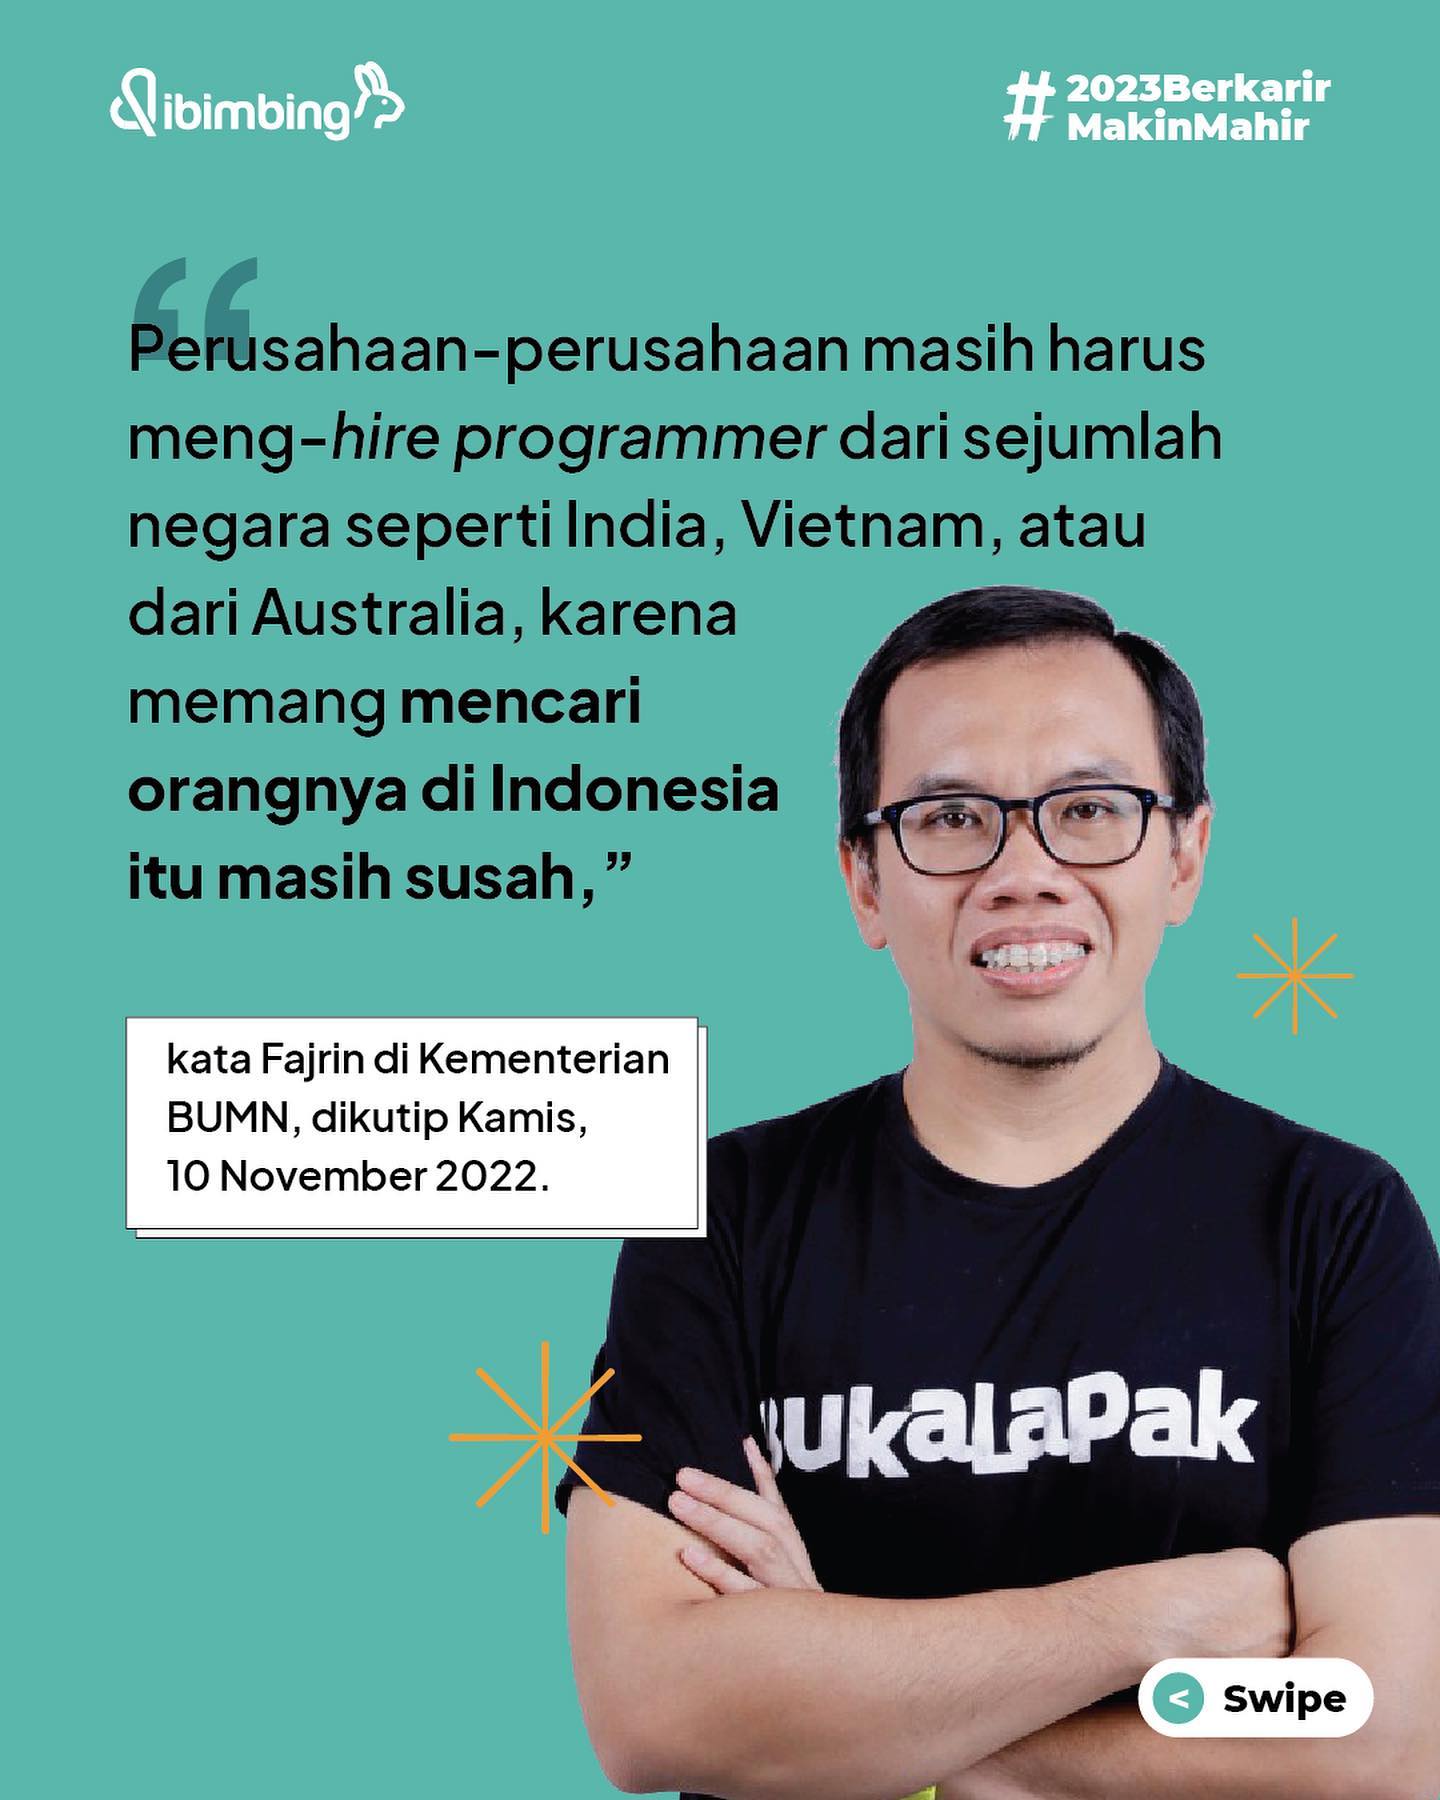 dibimbing
#2023Berkarir
MakinMahir
“Perusahaan-perusahaan masih harus
meng-hire programmer dari sejumlah
negara seperti India, Vietnam, atau
dari Australia, karena
memang mencari
orangnya di Indonesia
itu masih susah,”
kata Fajrin di Kementerian
BUMN, dikutip Kamis,
10 November 2022.
BukaLapak
< Swipe